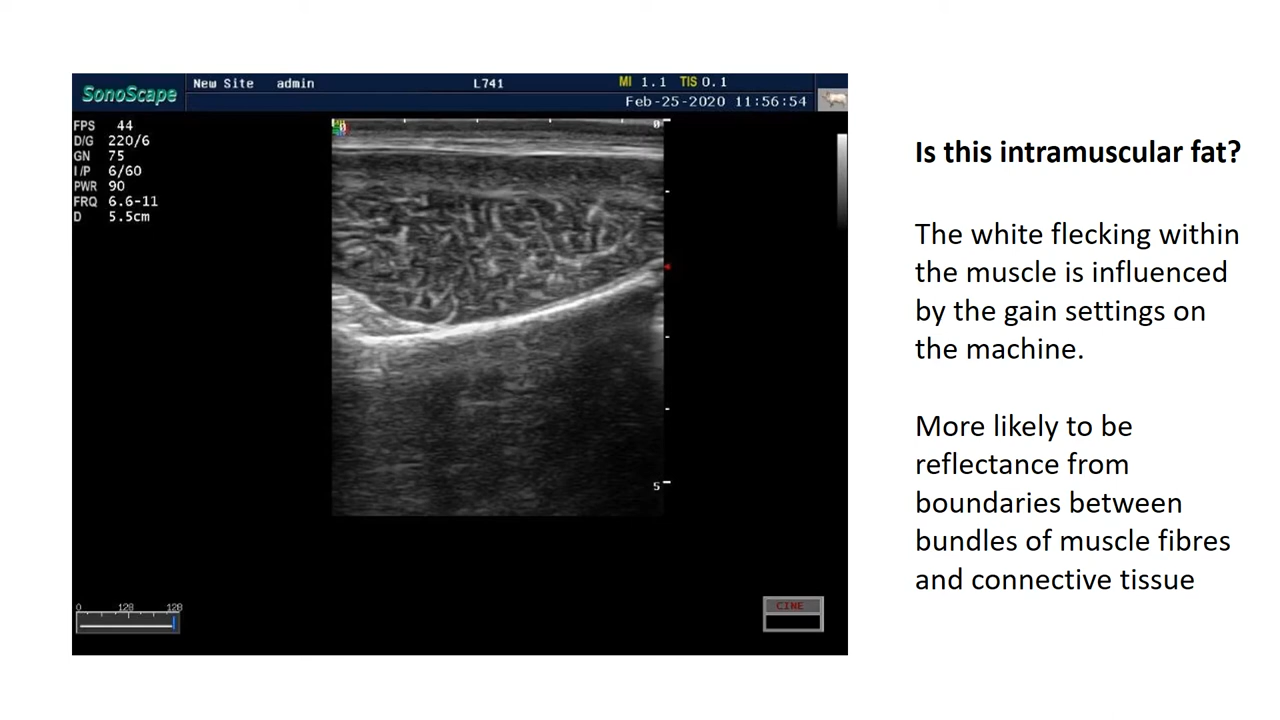 SonoScape
New Site admin L741 MI 1.1 TIS 0.1
Feb-25-2020 11:56:54
FPS 44
D/G 220/6
GN 75
I/P 6/60
PWR 90
FRQ 6.6-11
D 5.5cm
0
5
0 128 128
CINE
Is this intramuscular fat?
The white flecking within
the muscle is influenced
by the gain settings on
the machine.
More likely to be
reflectance from
boundaries between
bundles of muscle fibres
and connective tissue